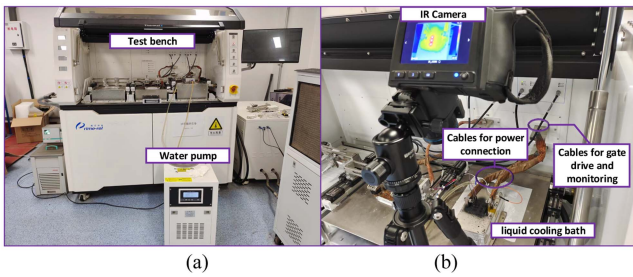 Test bench
Water pump
(a)
IR Camera
Cables for power
connection
Cables for gate
drive and
monitoring
liquid cooling bath
(b)